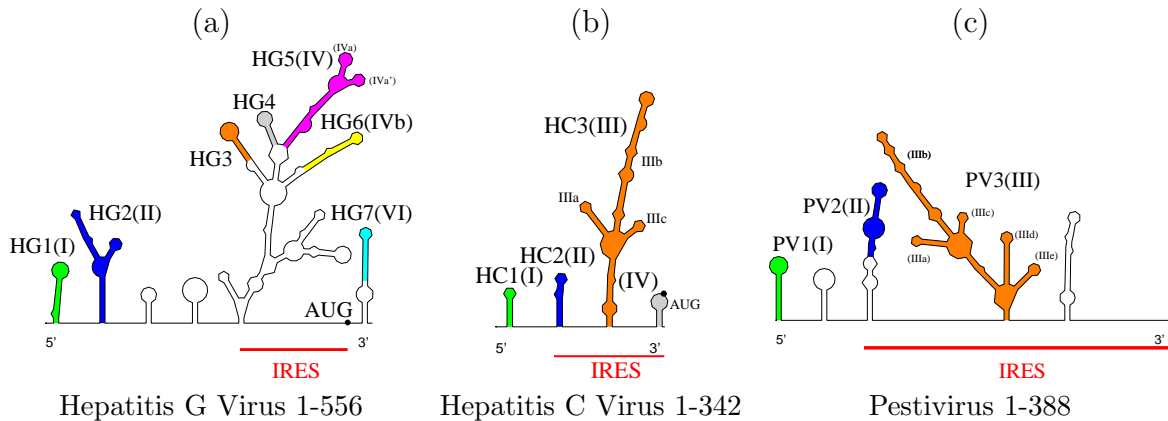 (a)
HG5(IV)
(IVa)
(IVa')
HG4
HG6(IVb)
HG3
HG2(II)
HG7(VI)
HG1(I)
AUG
5'
3'
IRES
Hepatitis G Virus 1-556
(b)
HC3(III)
IIIb
IIIa
IIIc
HC2(II)
HC1(I)
(IV)
AUG
5'
3'
IRES
Hepatitis C Virus 1-342
(c)
(IIIb)
PV3(III)
PV2(II)
(IIIc)
PV1(I)
(IIId)
(IIIa)
(IIIe)
5'
3'
IRES
Pestivirus 1-388